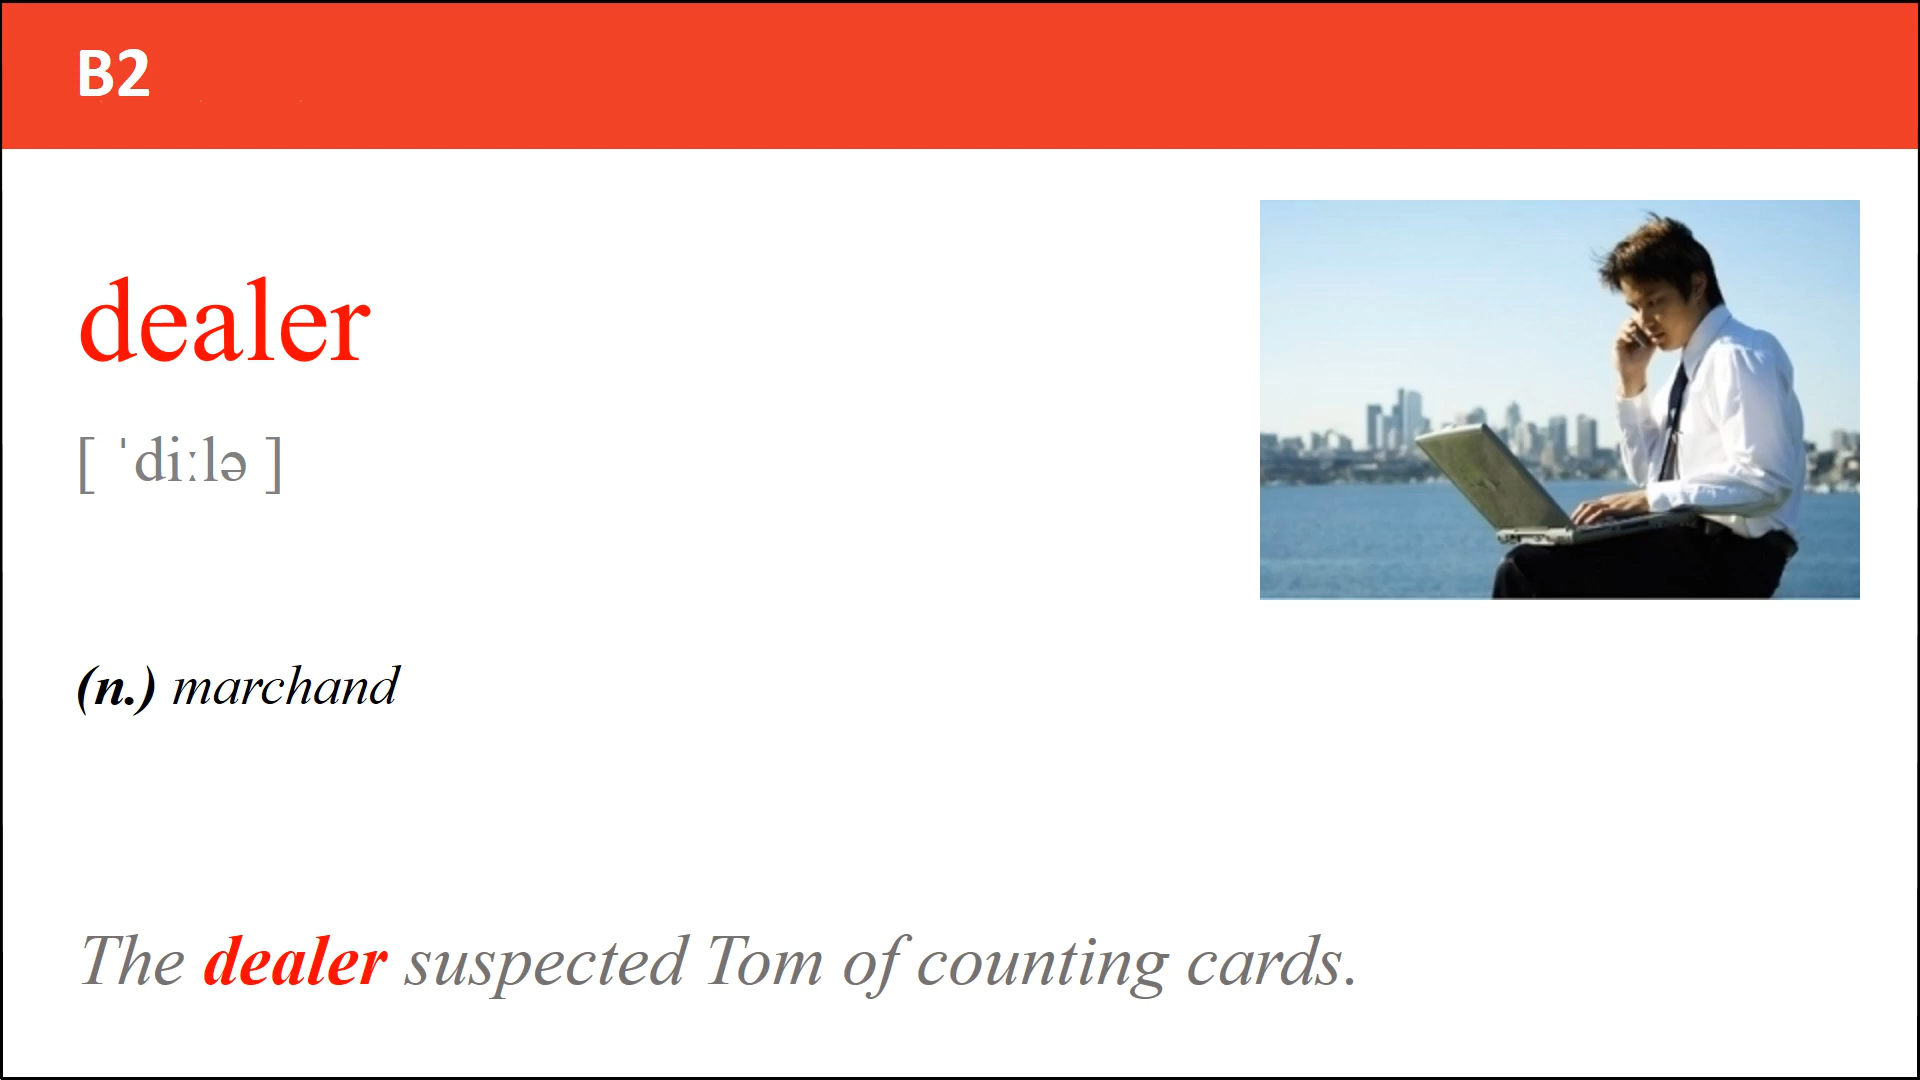 B2
dealer
[ ˈdiːlə ]
(n.) marchand
The dealer suspected Tom of counting cards.